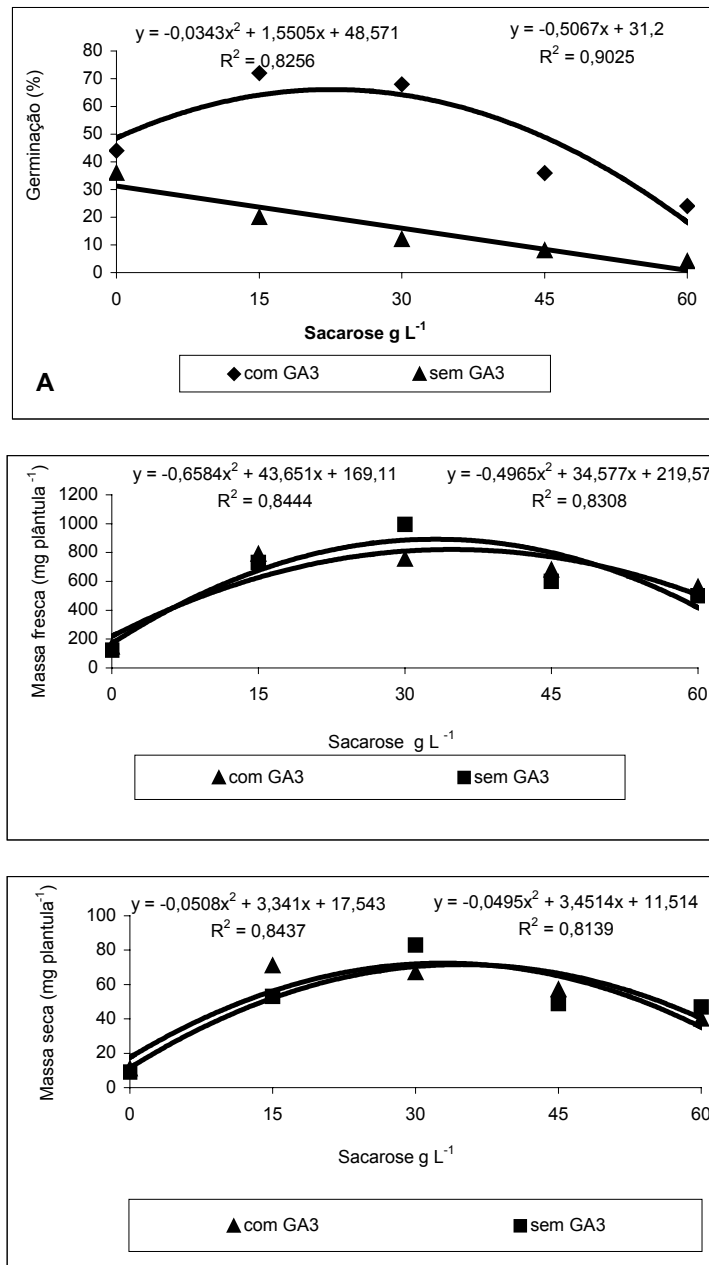 y = -0,0343x² + 1,5505x + 48,571
R² = 0,8256
y = -0,5067x + 31,2
R² = 0,9025
Germinação (%)
80
70
60
50
40
30
20
10
0
0 15 30 45 60
Sacarose g L⁻¹
A
com GA3 sem GA3
y = -0,6584x² + 43,651x + 169,11
R² = 0,8444
y = -0,4965x² + 34,577x + 219,57
R² = 0,8308
Massa fresca (mg plântula⁻¹)
1200
1000
800
600
400
200
0
0 15 30 45 60
Sacarose g L⁻¹
com GA3 sem GA3
y = -0,0508x² + 3,341x + 17,543
R² = 0,8437
y = -0,0495x² + 3,4514x + 11,514
R² = 0,8139
Massa seca (mg plantula⁻¹)
100
80
60
40
20
0
0 15 30 45 60
Sacarose g L⁻¹
com GA3 sem GA3